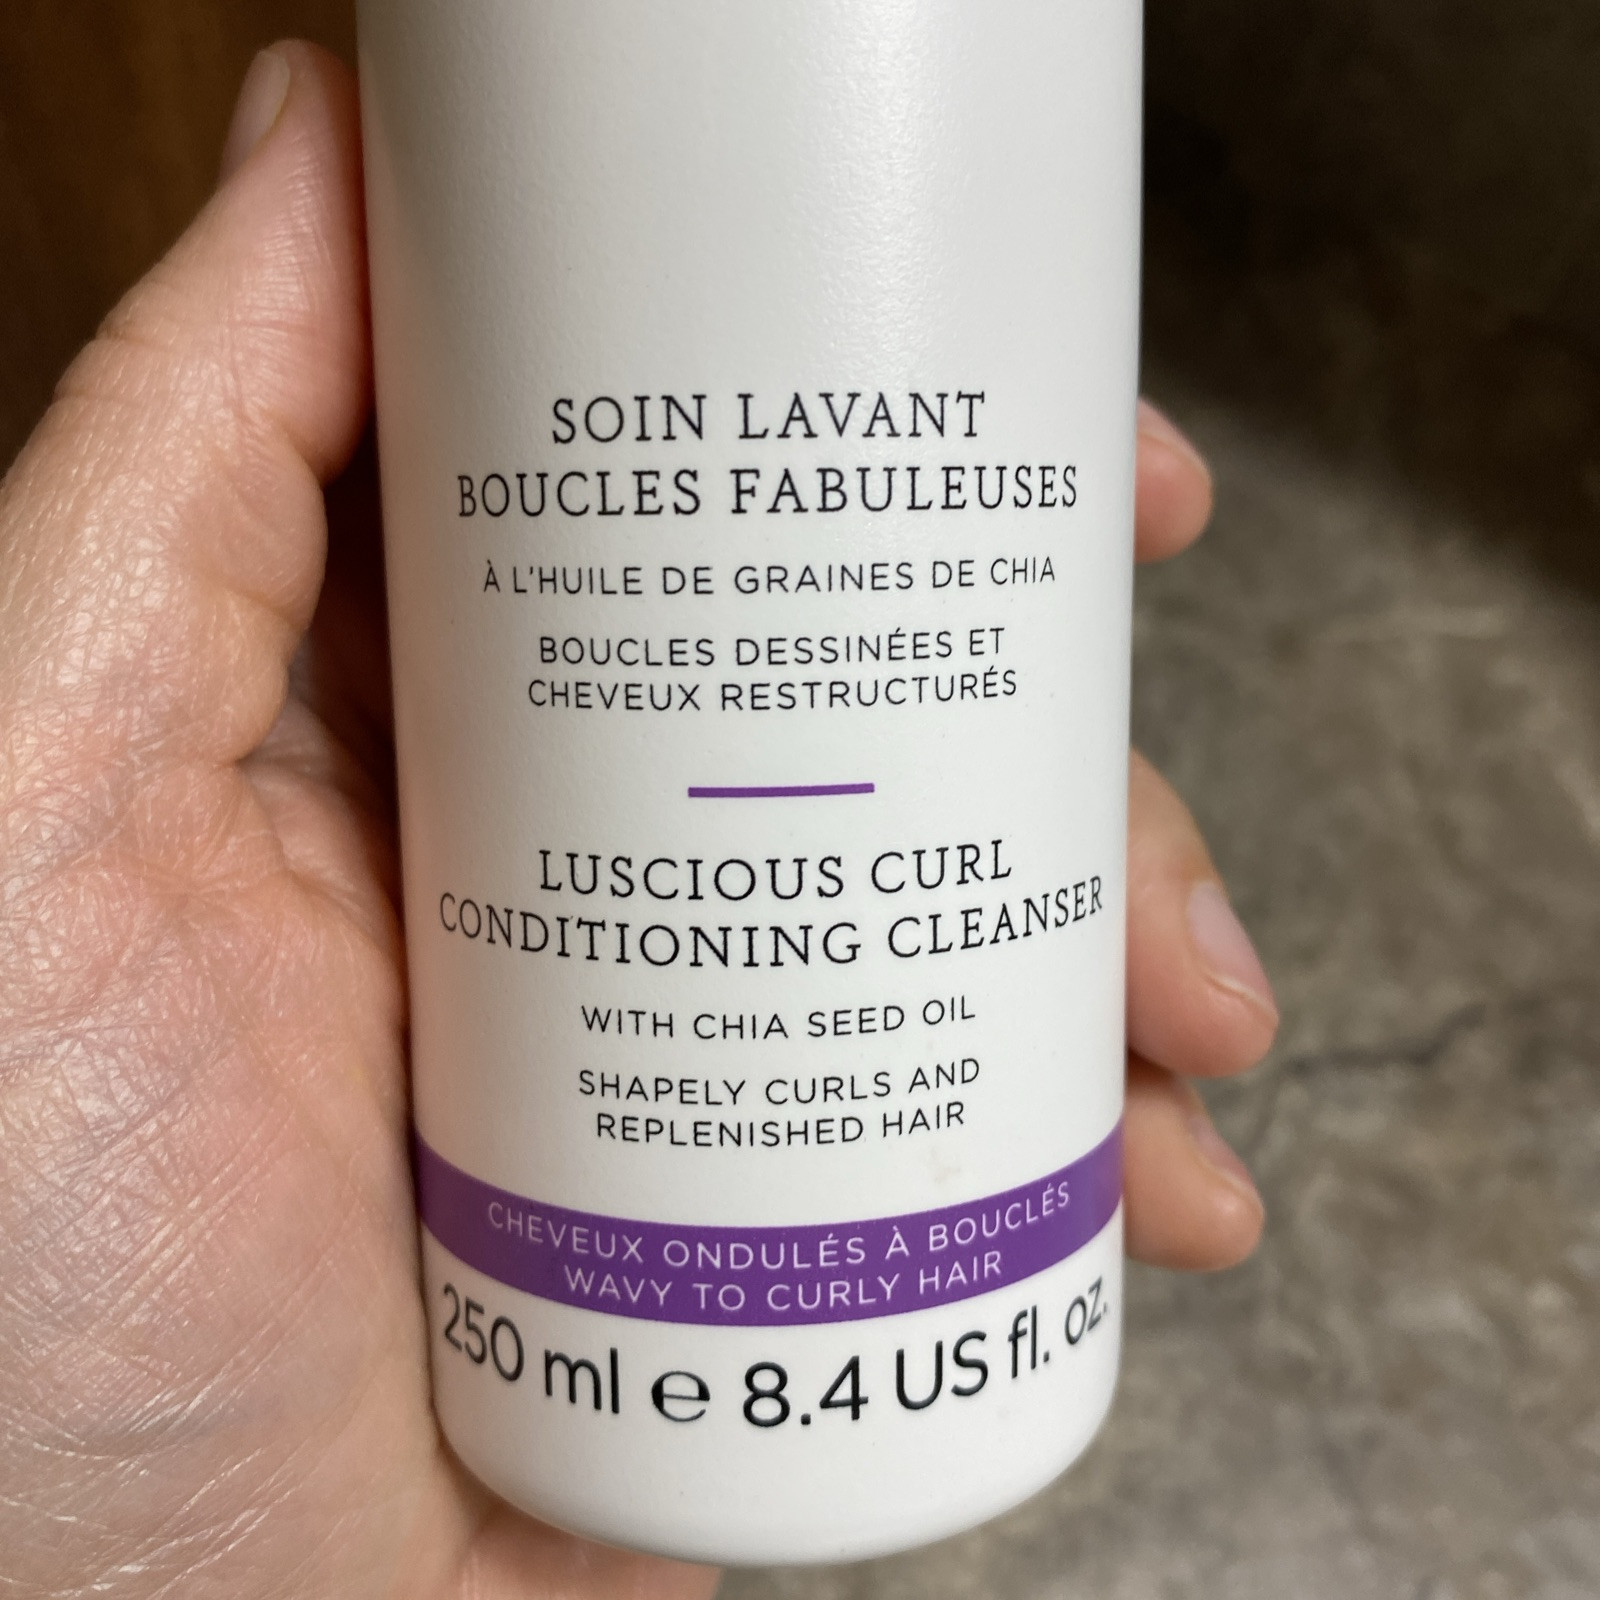 SOIN LAVANT
BOUCLES FABULEUSES
À L'HUILE DE GRAINES DE CHIA
BOUCLES DESSINÉES ET
CHEVEUX RESTRUCTURÉS
LUSCIOUS CURL
CONDITIONING CLEANSER
WITH CHIA SEED OIL
SHAPELY CURLS AND
REPLENISHED HAIR
CHEVEUX ONDULÉS À BOUCLÉS
WAVY TO CURLY HAIR
250 ml ℮ 8.4 US fl. oz.